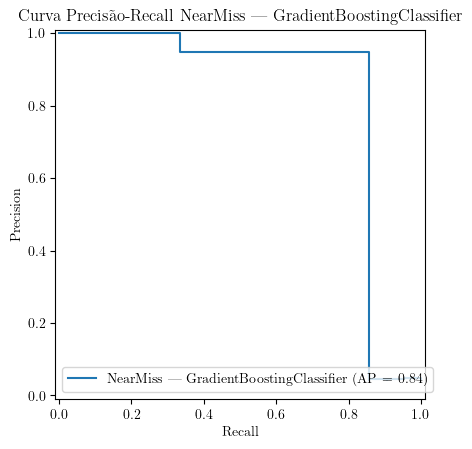 Curva Precisão-Recall NearMiss — GradientBoostingClassifier
1.0
0.8
0.6
0.4
0.2
0.0
Precision
NearMiss — GradientBoostingClassifier (AP = 0.84)
0.0 0.2 0.4 0.6 0.8 1.0
Recall